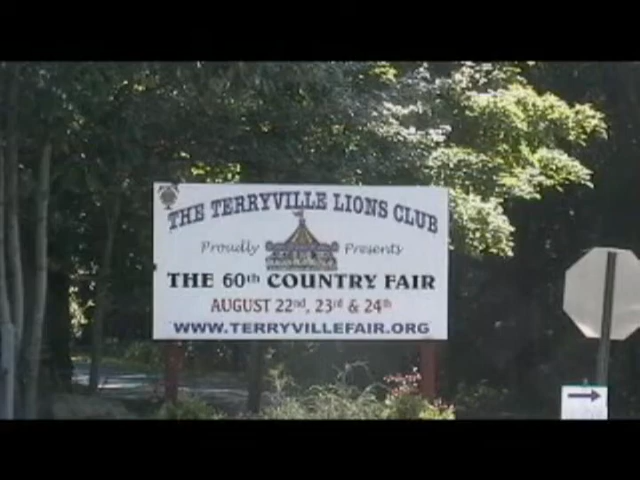 THE TERRYVILLE LIONS CLUB
Proudly Presents
THE 60th COUNTRY FAIR
AUGUST 22nd, 23rd & 24th
WWW.TERRYVILLEFAIR.ORG